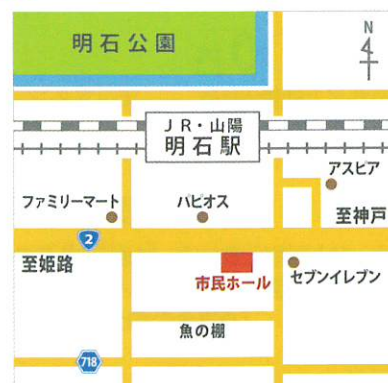 明石公園
N
JR・山陽
明石駅
アスピア
ファミリーマート
パピオス
至神戸
2
至姫路
市民ホール
セブンイレブン
魚の棚
718